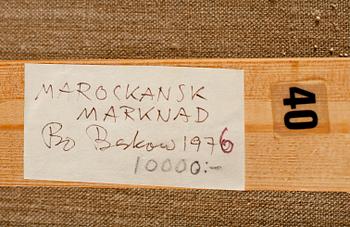 MAROCKANSK
MARKNAD
Bo Beskow 1976
10000:-
40